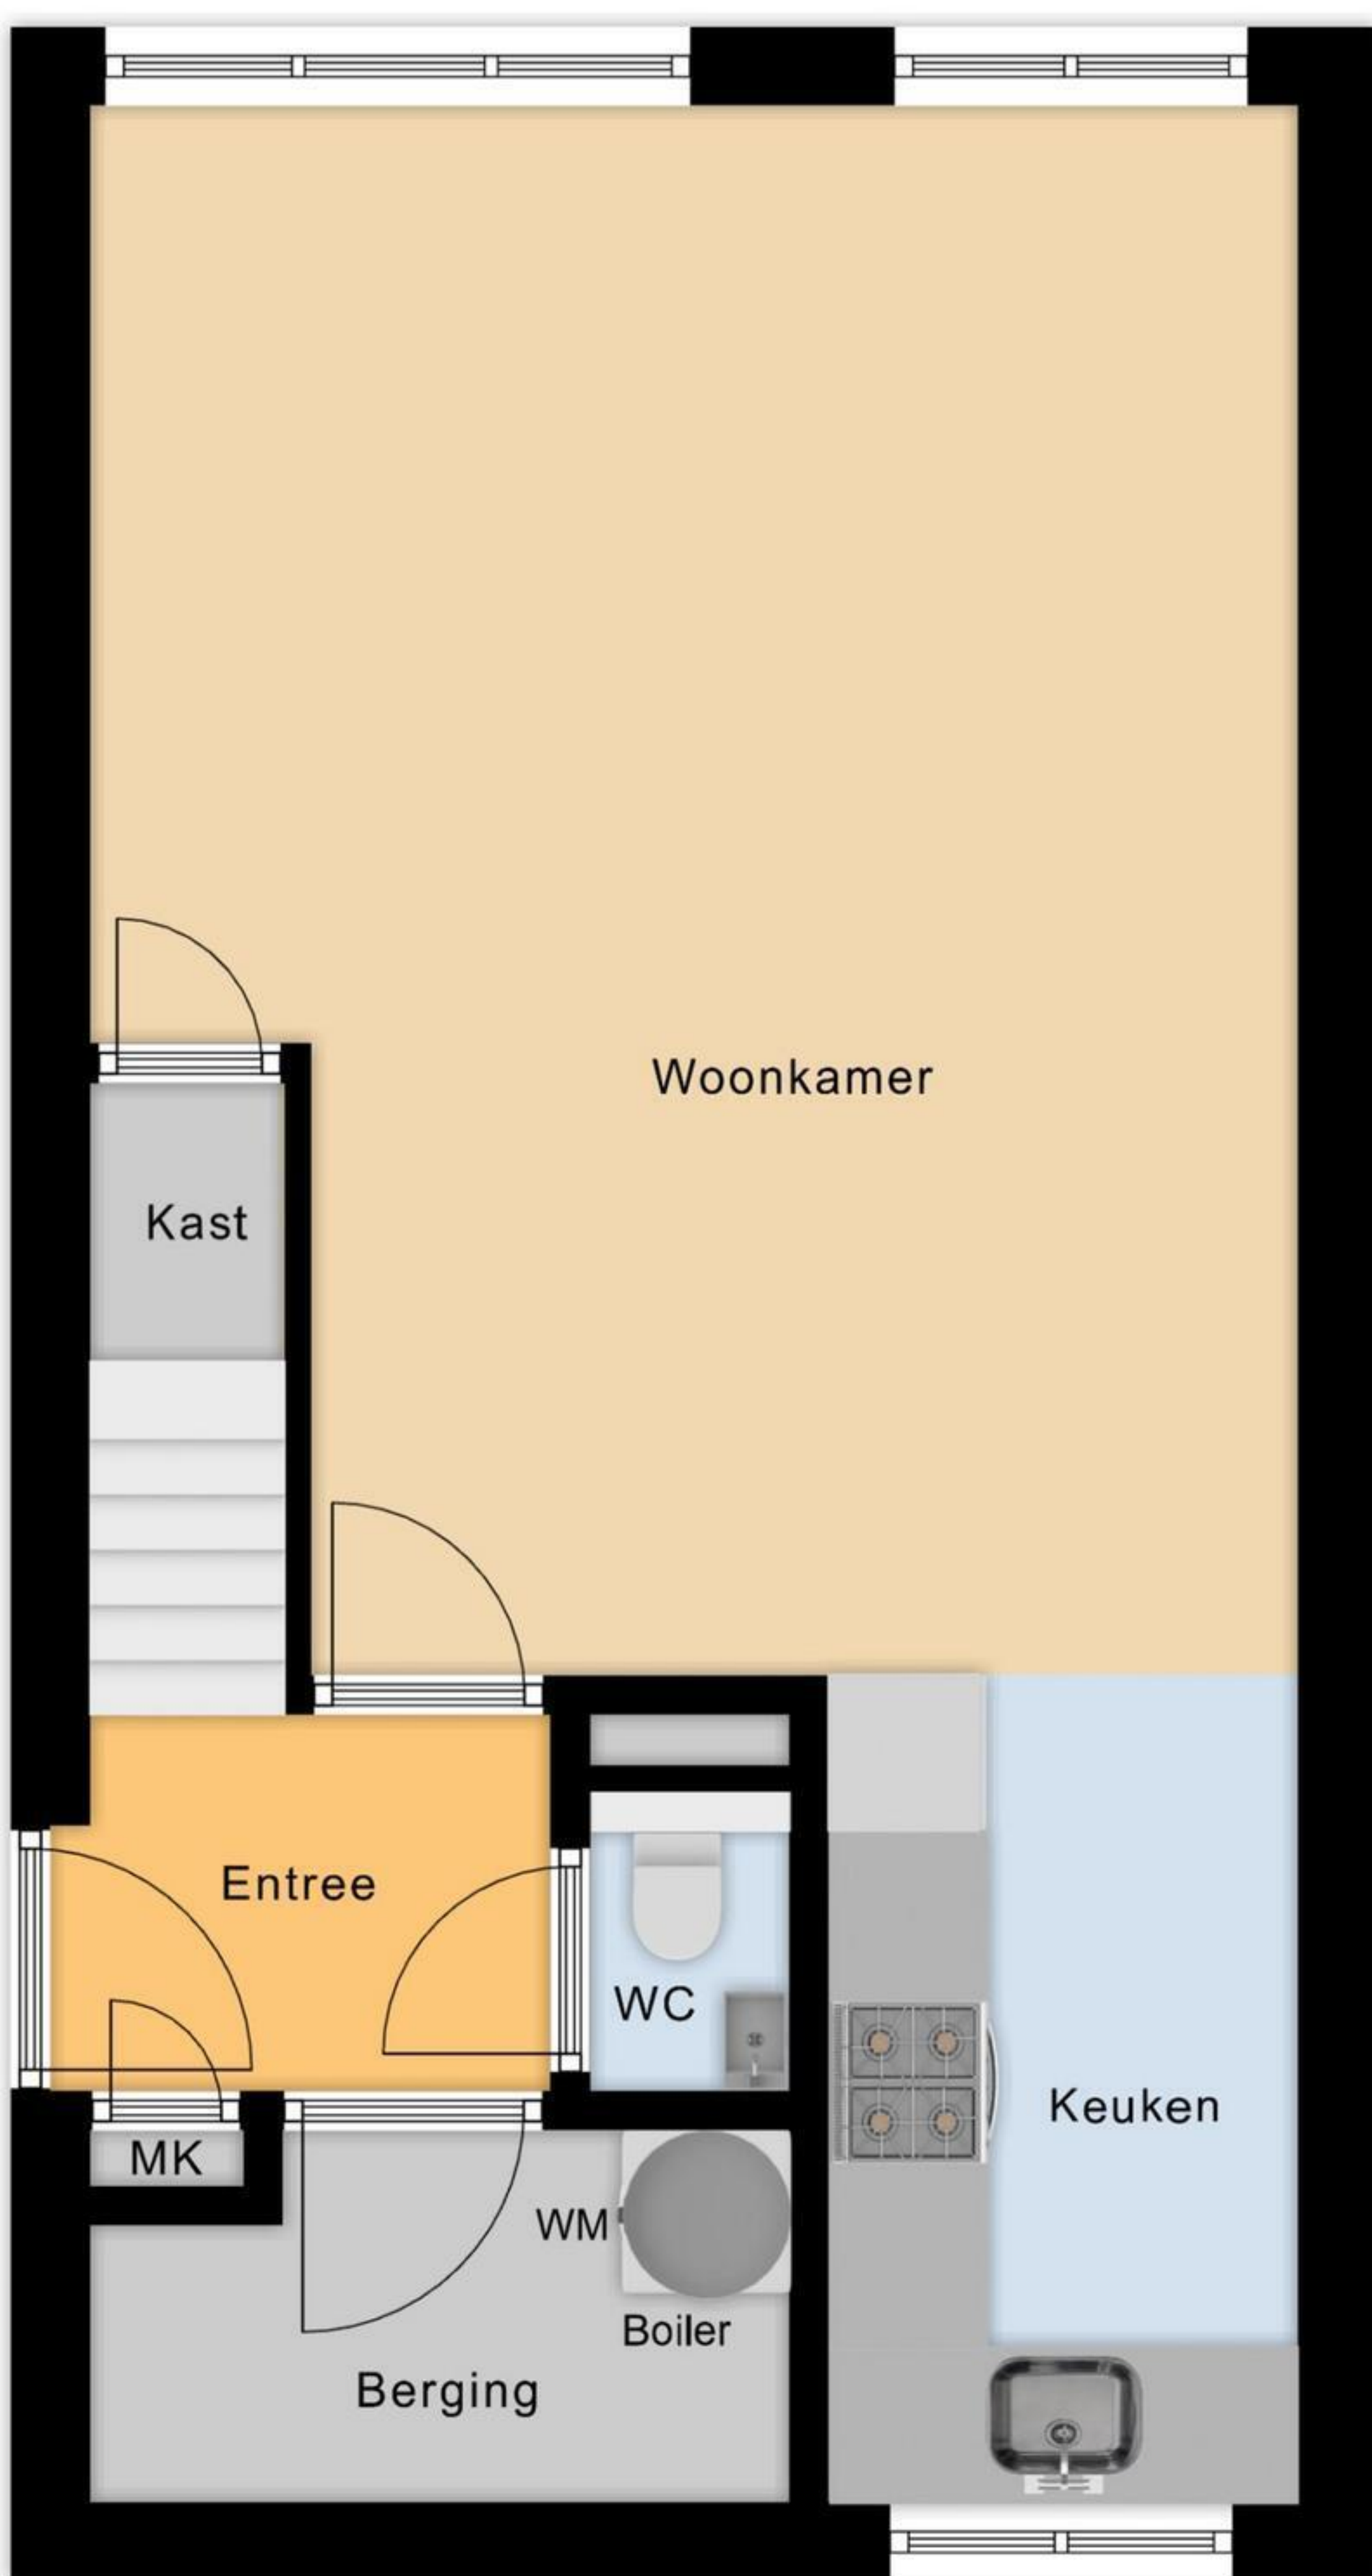 Woonkamer
Kast
Entree
WC
Keuken
MK
WM
Boiler
Berging